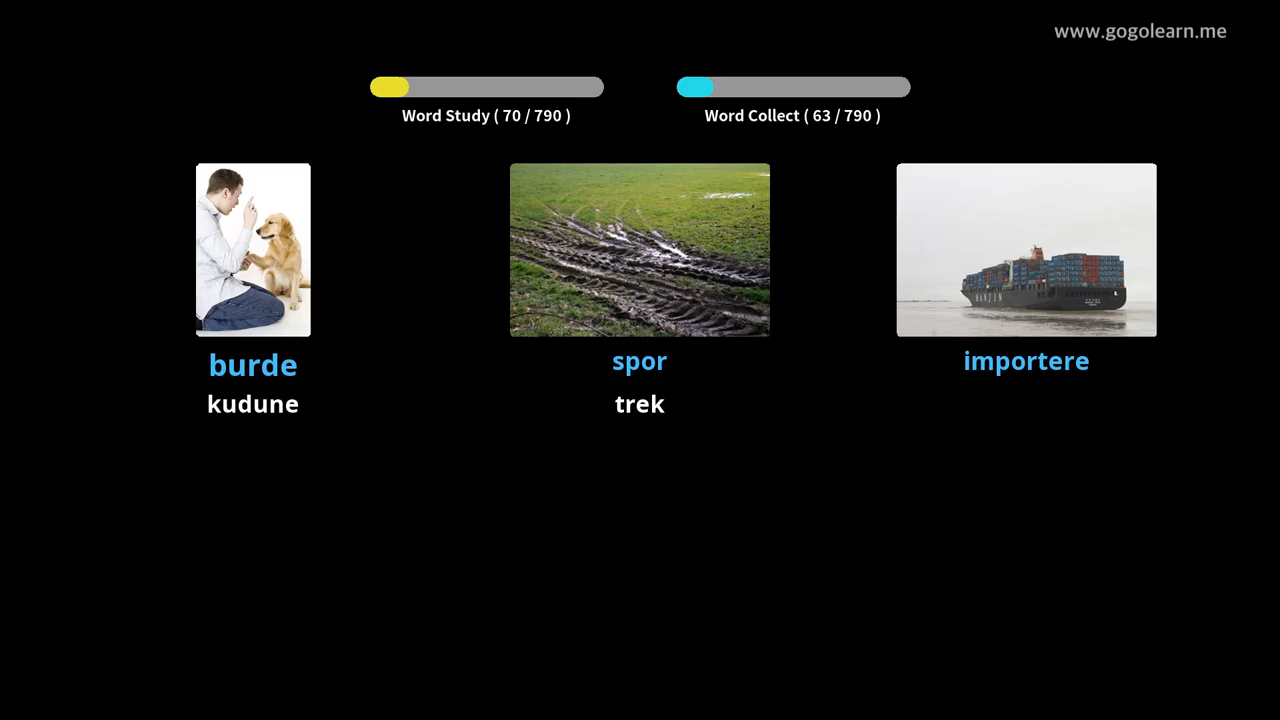 www.gogolearn.me
Word Study ( 70 / 790 )
Word Collect ( 63 / 790 )
burde
spor
importere
kudune
trek